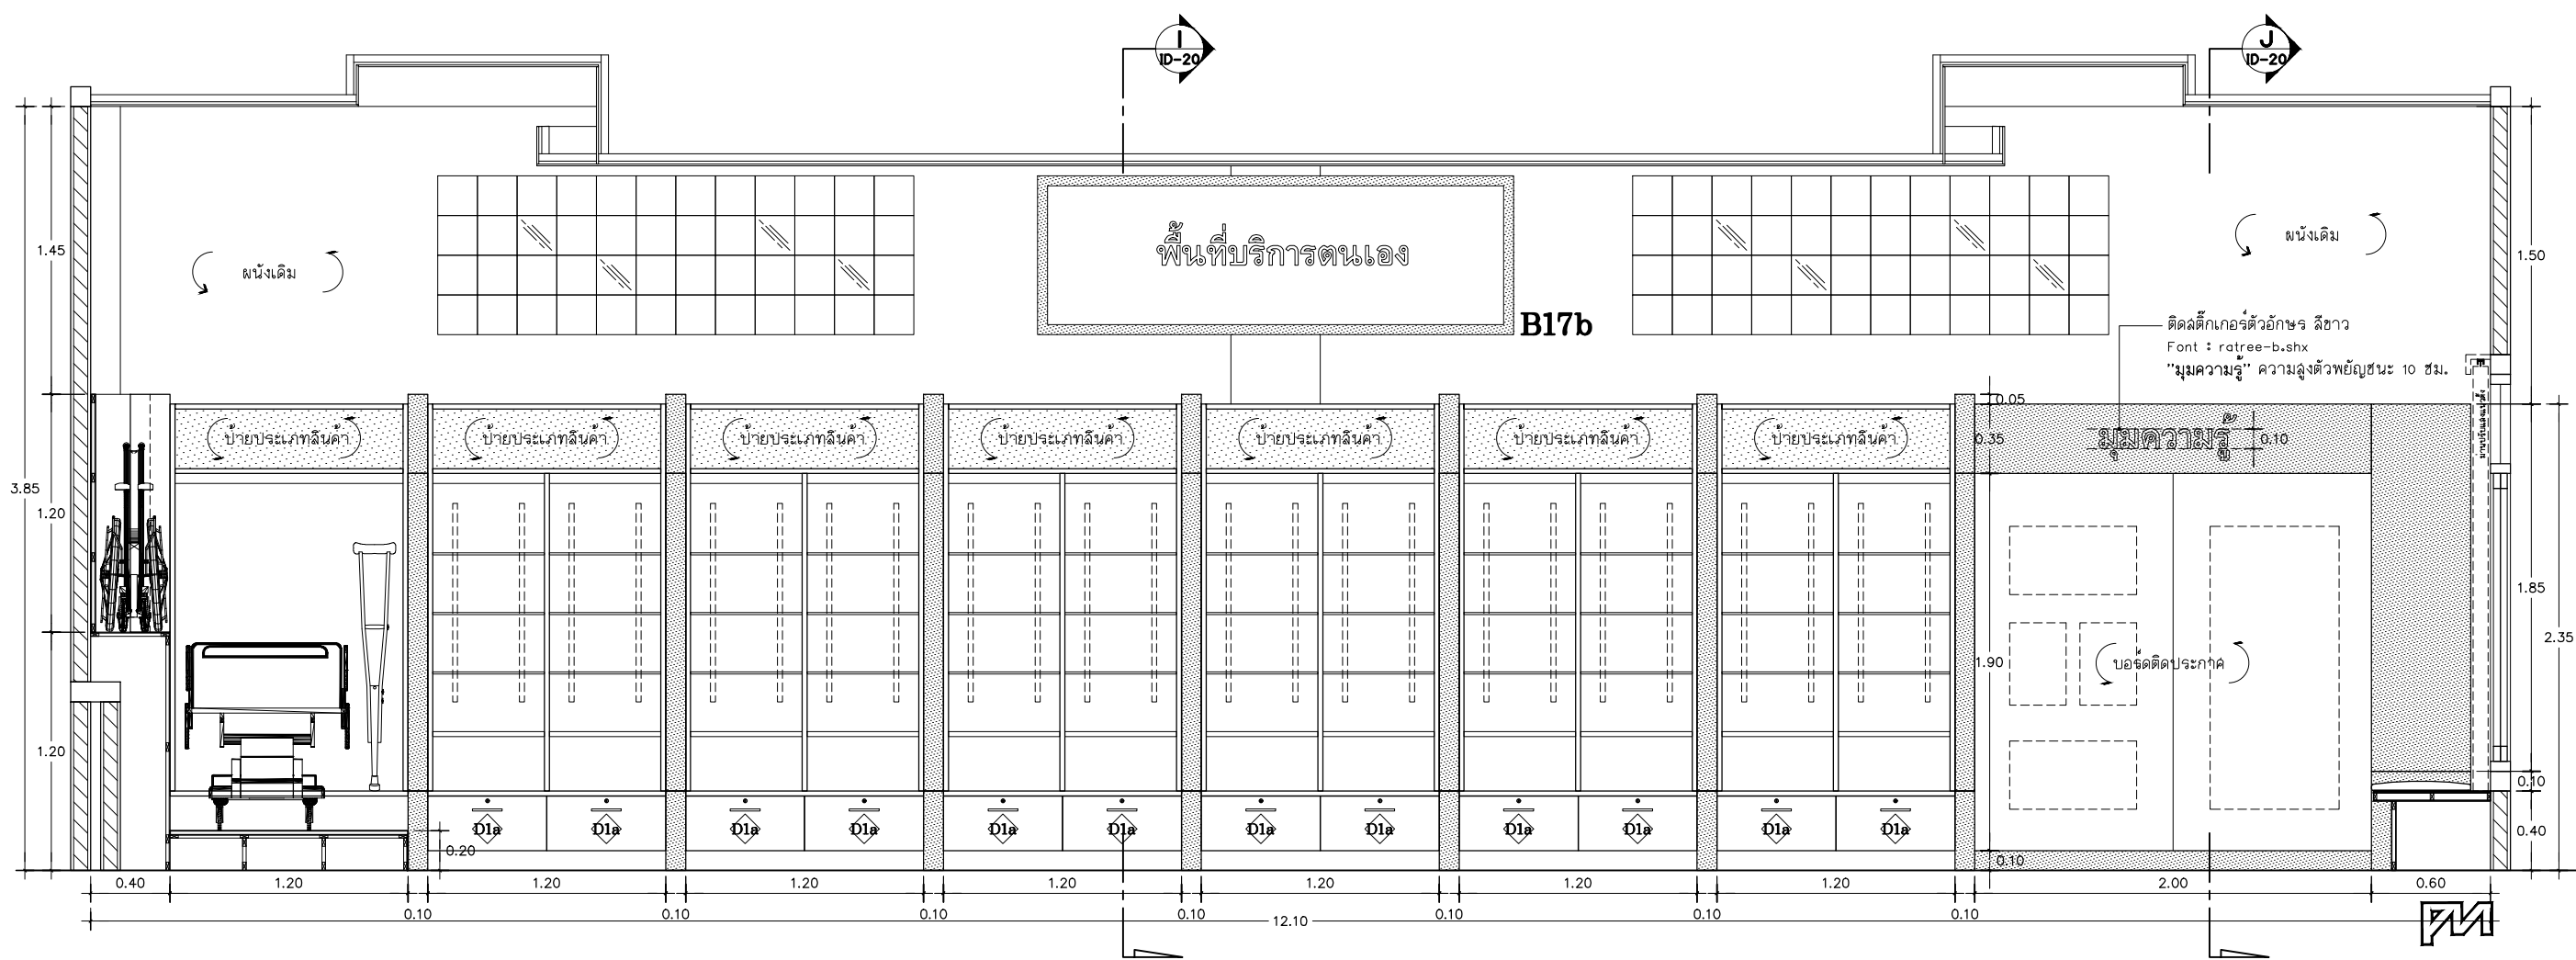 I
ID-20
J
ID-20
พื้นที่บริการตนเอง
B17b
ผนังเดิม
ผนังเดิม
ติดสติ๊กเกอร์ตัวอักษร สีขาว
Font : ratree-b.shx
"มุมความรู้" ความสูงตัวพยัญชนะ 10 ซม.
1.45
1.50
3.85
1.20
1.20
ป้ายประเภทสินค้า
ป้ายประเภทสินค้า
ป้ายประเภทสินค้า
ป้ายประเภทสินค้า
ป้ายประเภทสินค้า
ป้ายประเภทสินค้า
ป้ายประเภทสินค้า
มุมความรู้
0.05
0.35
0.10
1.90
บอร์ดติดประกาศ
1.85
2.35
0.10
0.40
0.10
0.20
D1a D1a D1a D1a D1a D1a D1a D1a D1a D1a D1a D1a
0.40 1.20 1.20 1.20 1.20 1.20 1.20 1.20 2.00 0.60
0.10 0.10 0.10 0.10 0.10 0.10 0.10
12.10
PM